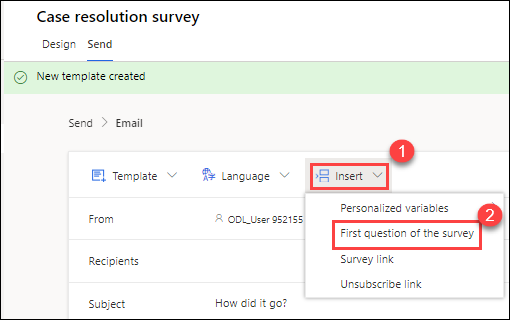 Case resolution survey
Design Send
New template created
Send > Email
1
Template Language Insert
Personalized variables
2
From ODL_User 952155 First question of the survey
Recipients Survey link
Unsubscribe link
Subject How did it go?